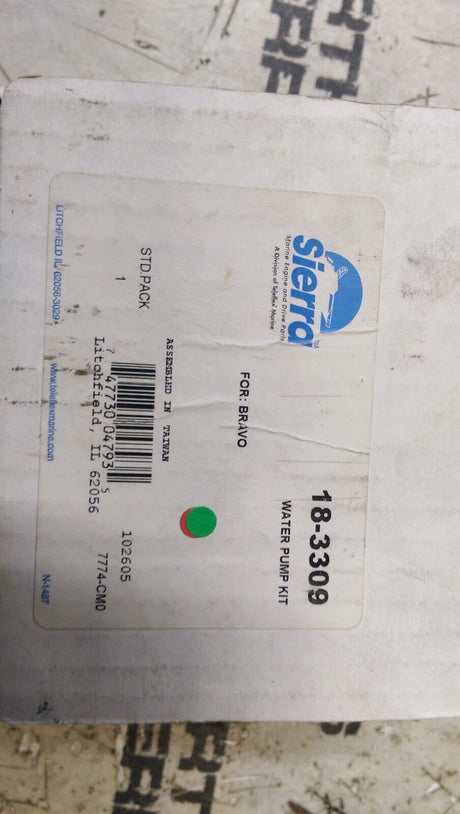 Sierra™
Marine Engine and Drive Parts
A Division of Teleflex Marine
18-3309
WATER PUMP KIT
FOR: BRAVO
ASSEMBLED IN TAIWAN
STD.PACK
1
7 47730 04793 5
Litchfield, IL 62056
102605
7774-CM0
LITCHFIELD IL 62056-3029
www.teleflexmarine.com
N-1487